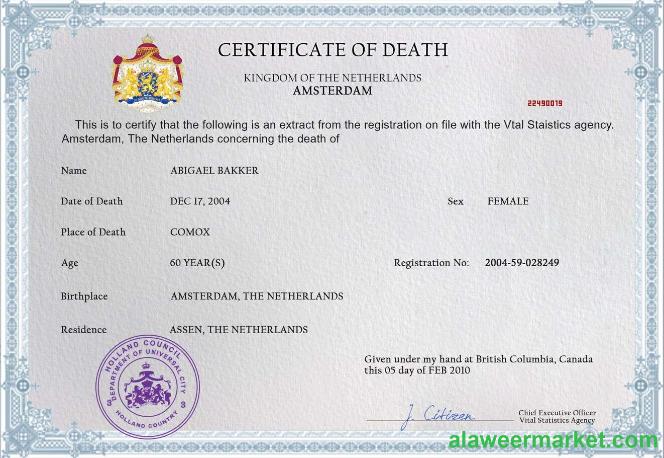 CERTIFICATE OF DEATH
KINGDOM OF THE NETHERLANDS
AMSTERDAM
22490019
This is to certify that the following is an extract from the registration on file with the Vtal Staistics agency.
Amsterdam, The Netherlands concerning the death of
Name ABIGAEL BAKKER
Date of Death DEC 17, 2004 Sex FEMALE
Place of Death COMOX
Age 60 YEAR(S) Registration No: 2004-59-028249
Birthplace AMSTERDAM, THE NETHERLANDS
Residence ASSEN, THE NETHERLANDS
HOLLAND COUNCIL
DEPARTMENT OF UNIVERSAL CITY
HOLLAND COUNTRY
Given under my hand at British Columbia, Canada
this 05 day of FEB 2010
J. Citizen
Chief Executive Officer
Vital Statistics Agency
alaweermarket.com